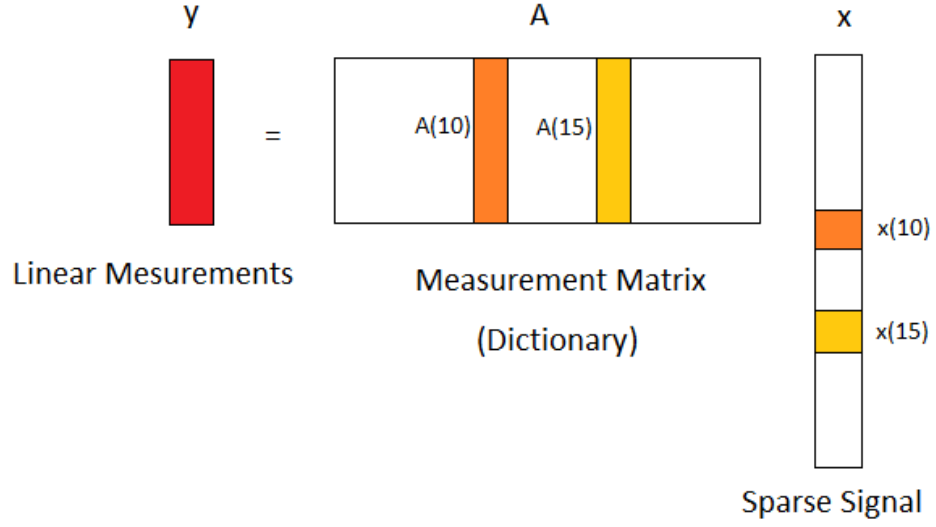 y
A
x
=
A(10)
A(15)
x(10)
x(15)
Linear Mesurements
Measurement Matrix
(Dictionary)
Sparse Signal